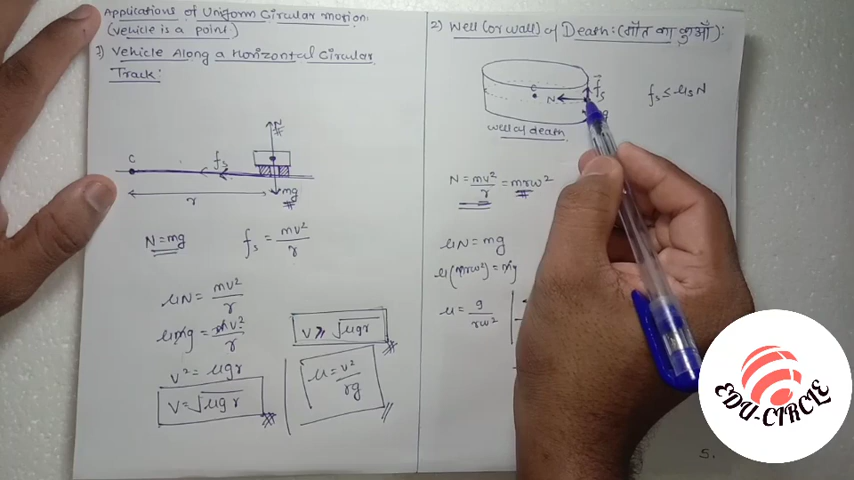 Applications of Uniform Circular motion:
(vehicle is a point)
1) Vehicle Along a Horizontal Circular
Track:
N
C
fs
mg
r
N = mg
fs = mv²/r
μN = mv²/r
μmg = mv²/r
v² = μgr
v = √μgr
v ≥ √μgr
μ = v²/rg
2) Well (or wall) of Death: (मौत का कुआँ):
C
N
fs
g
fs ≤ μsN
well of death
N = mv²/r = mrω²
μN = mg
μ(mrω²) = mg
μ = g/rω²
5.
EDU-CIRCLE